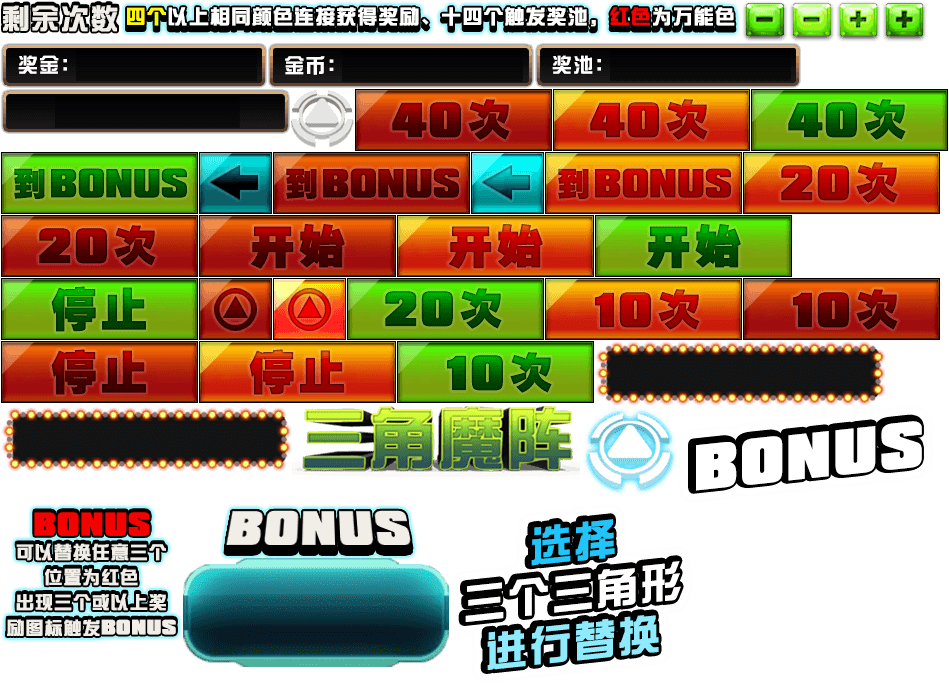 剩余次数 四个以上相同颜色连接获得奖励、十四个触发奖池，红色为万能色
奖金: 金币: 奖池:
40次 40次 40次
到BONUS 到BONUS 到BONUS 20次
20次 开始 开始 开始
停止 20次 10次 10次
停止 停止 10次
三角魔阵
BONUS
BONUS
可以替换任意三个
位置为红色
出现三个或以上奖
励图标触发BONUS
BONUS
选择
三个三角形
进行替换